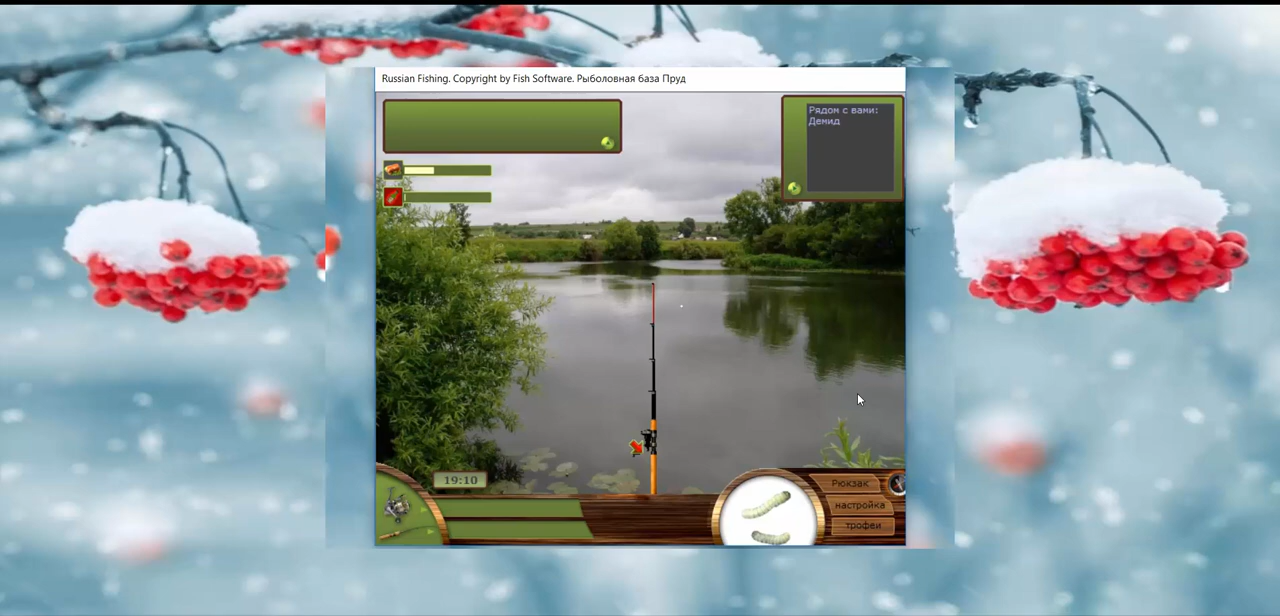 Russian Fishing. Copyright by Fish Software. Рыболовная база Пруд
Рядом с вами:
Демид
19:10
Рюкзак
настройка
трофеи